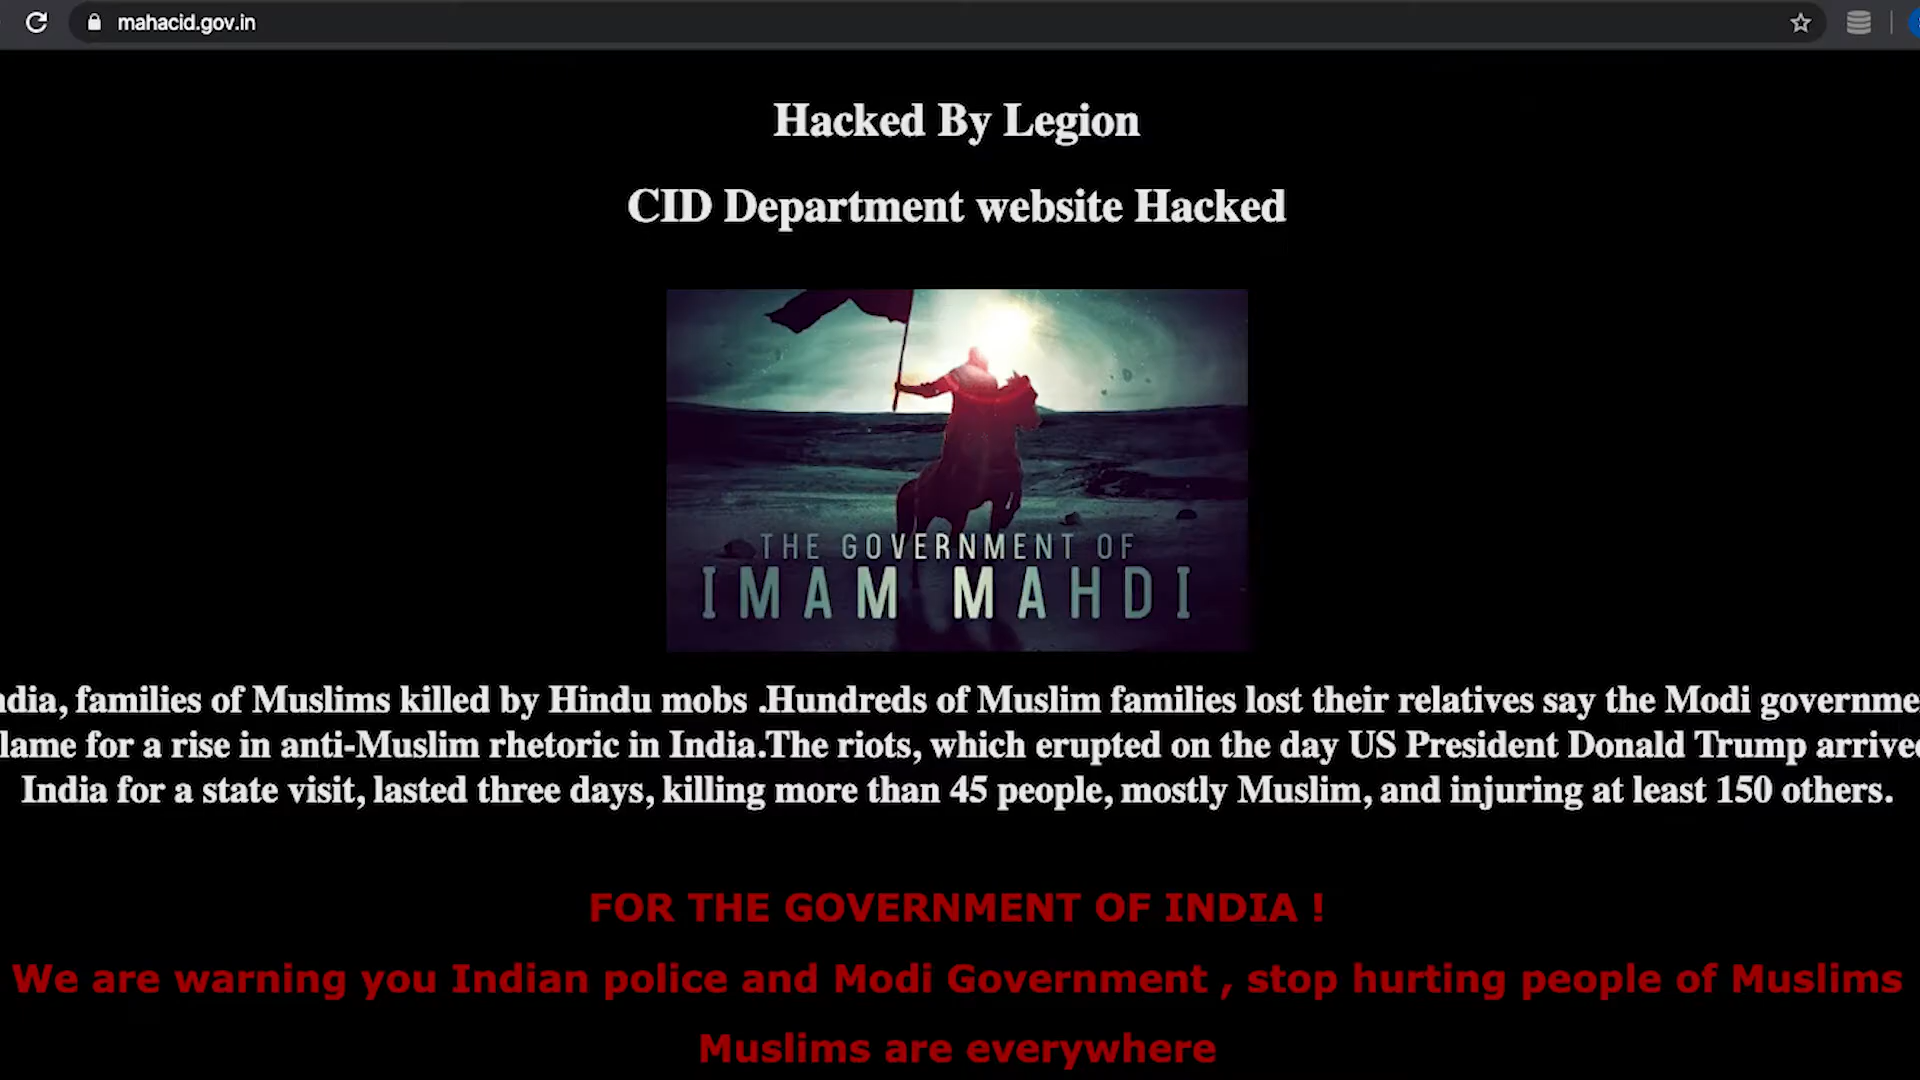 mahacid.gov.in
Hacked By Legion
CID Department website Hacked
THE GOVERNMENT OF
IMAM MAHDI
families of Muslims killed by Hindu mobs .Hundreds of Muslim families lost their relatives say the Modi
for a rise in anti-Muslim rhetoric in India.The riots, which erupted on the day US President Donald Trump
India for a state visit, lasted three days, killing more than 45 people, mostly Muslim, and injuring at least 150 others.
FOR THE GOVERNMENT OF INDIA !
We are warning you Indian police and Modi Government , stop hurting people of Muslims
Muslims are everywhere